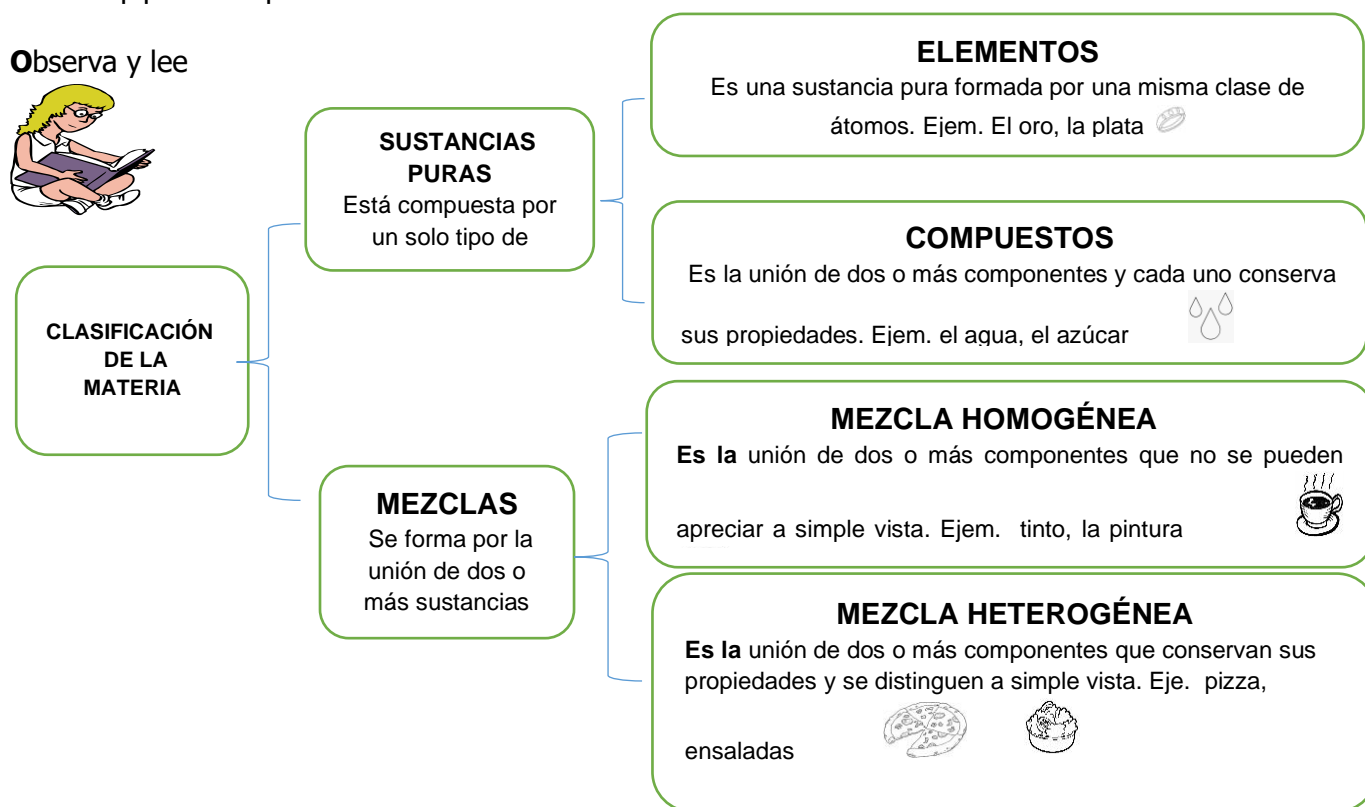 Observa y lee
CLASIFICACIÓN
DE LA
MATERIA
SUSTANCIAS
PURAS
Está compuesta por
un solo tipo de
ELEMENTOS
Es una sustancia pura formada por una misma clase de
átomos. Ejem. El oro, la plata
COMPUESTOS
Es la unión de dos o más componentes y cada uno conserva
sus propiedades. Ejem. el agua, el azúcar
MEZCLAS
Se forma por la
unión de dos o
más sustancias
MEZCLA HOMOGÉNEA
Es la unión de dos o más componentes que no se pueden
apreciar a simple vista. Ejem. tinto, la pintura
MEZCLA HETEROGÉNEA
Es la unión de dos o más componentes que conservan sus
propiedades y se distinguen a simple vista. Eje. pizza,
ensaladas